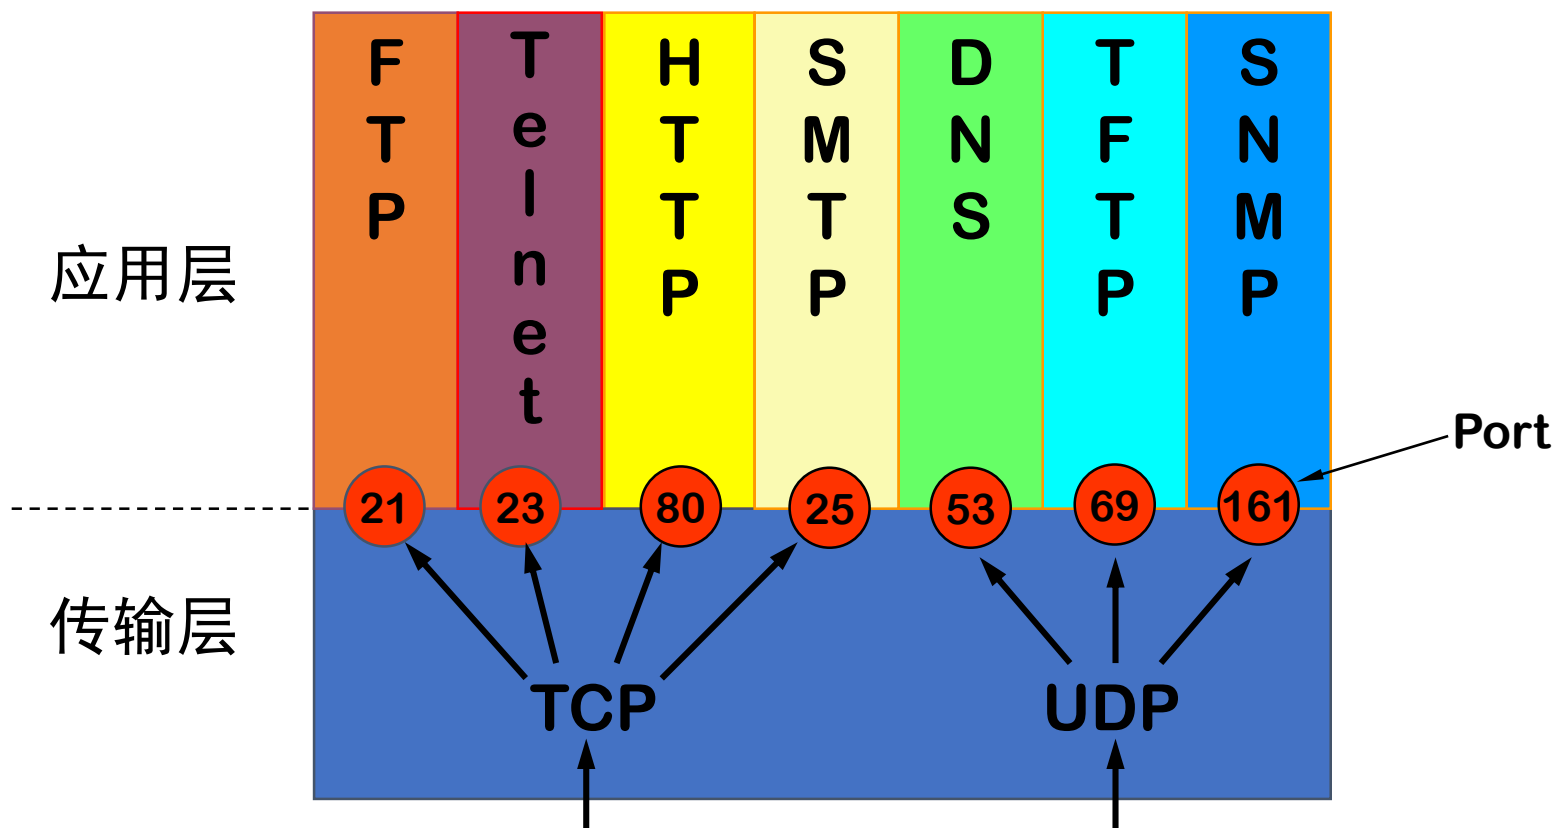 FTP
Telnet
HTTP
SMTP
DNS
TFTP
SNMP
应用层
Port
21
23
80
25
53
69
161
传输层
TCP
UDP